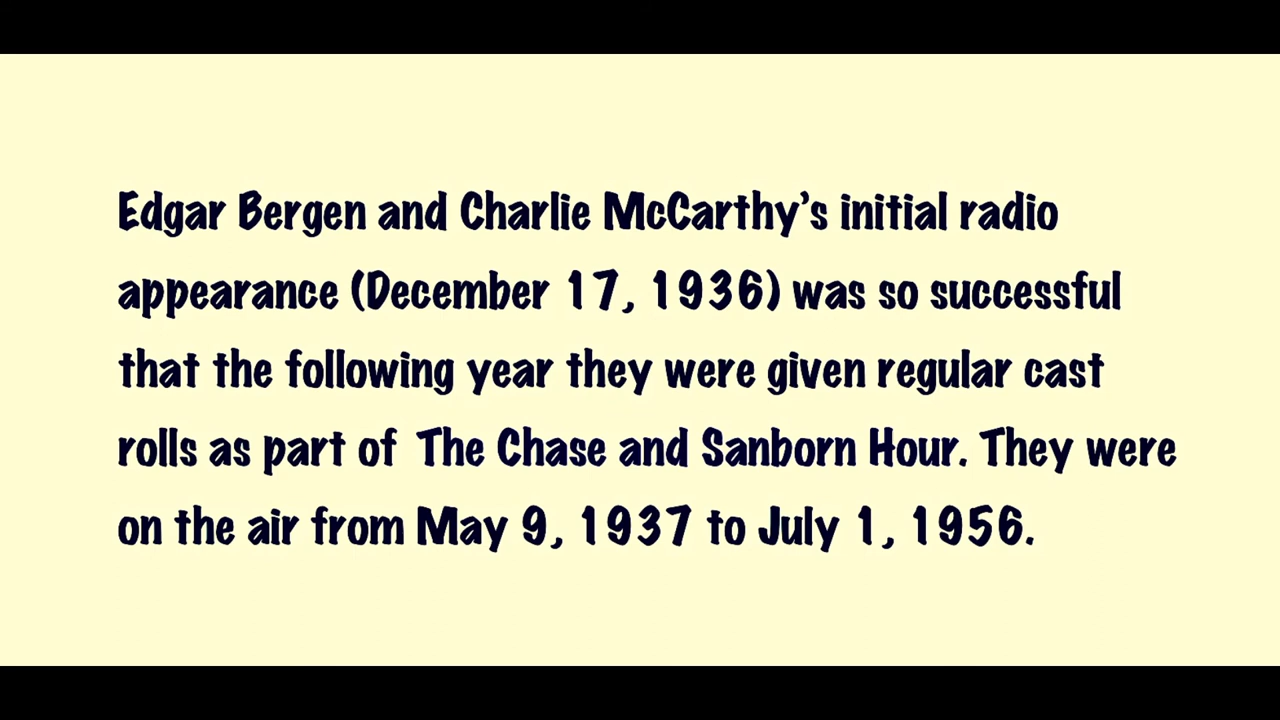 Edgar Bergen and Charlie McCarthy’s initial radio
appearance (December 17, 1936) was so successful
that the following year they were given regular cast
rolls as part of The Chase and Sanborn Hour. They were
on the air from May 9, 1937 to July 1, 1956.